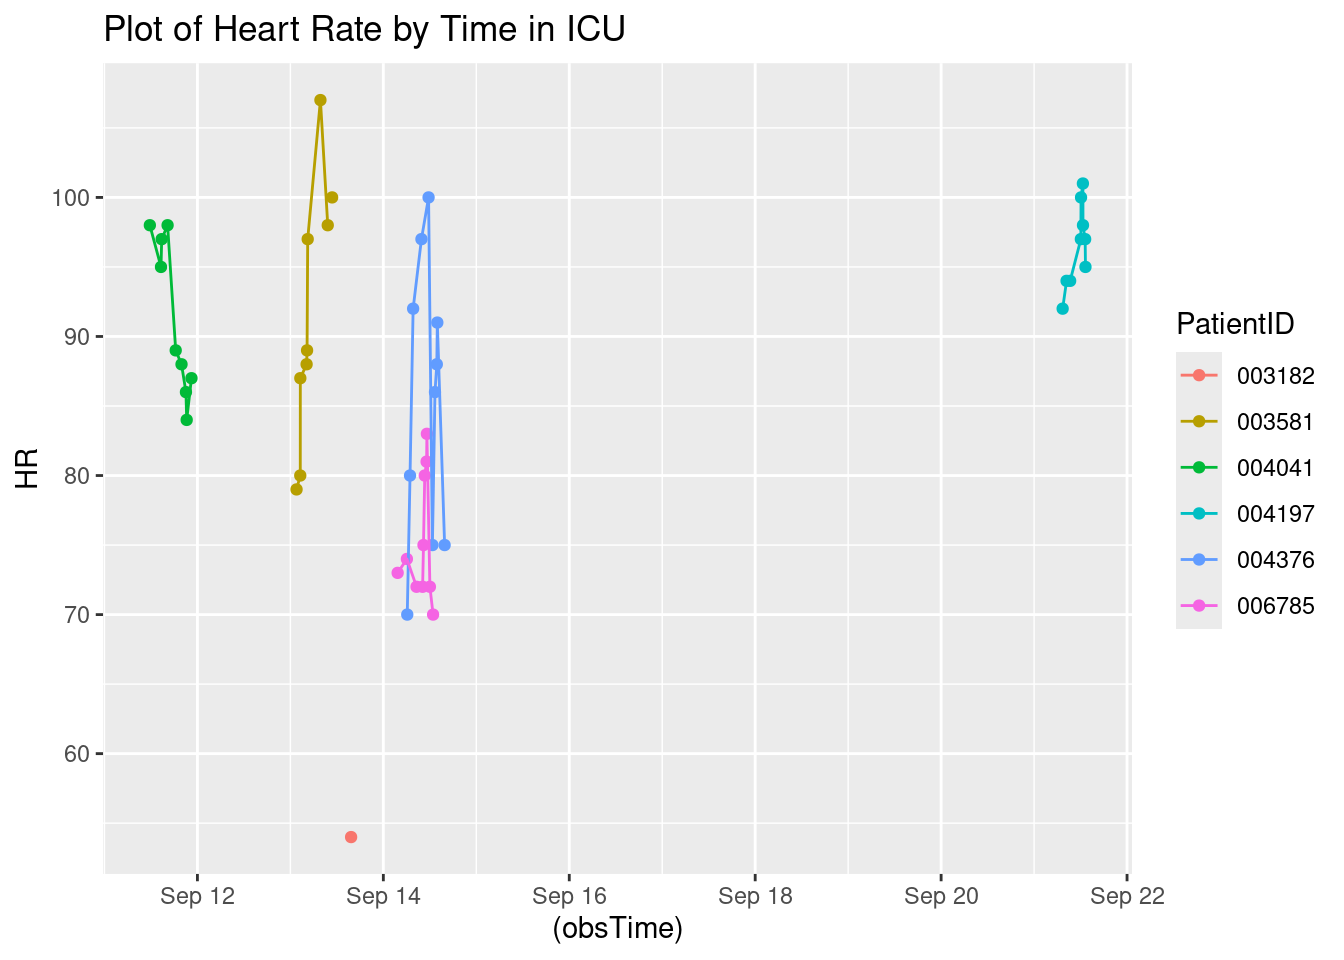 Plot of Heart Rate by Time in ICU
100
90
80
70
60
HR
Sep 12
Sep 14
Sep 16
Sep 18
Sep 20
Sep 22
(obsTime)
PatientID
003182
003581
004041
004197
004376
006785